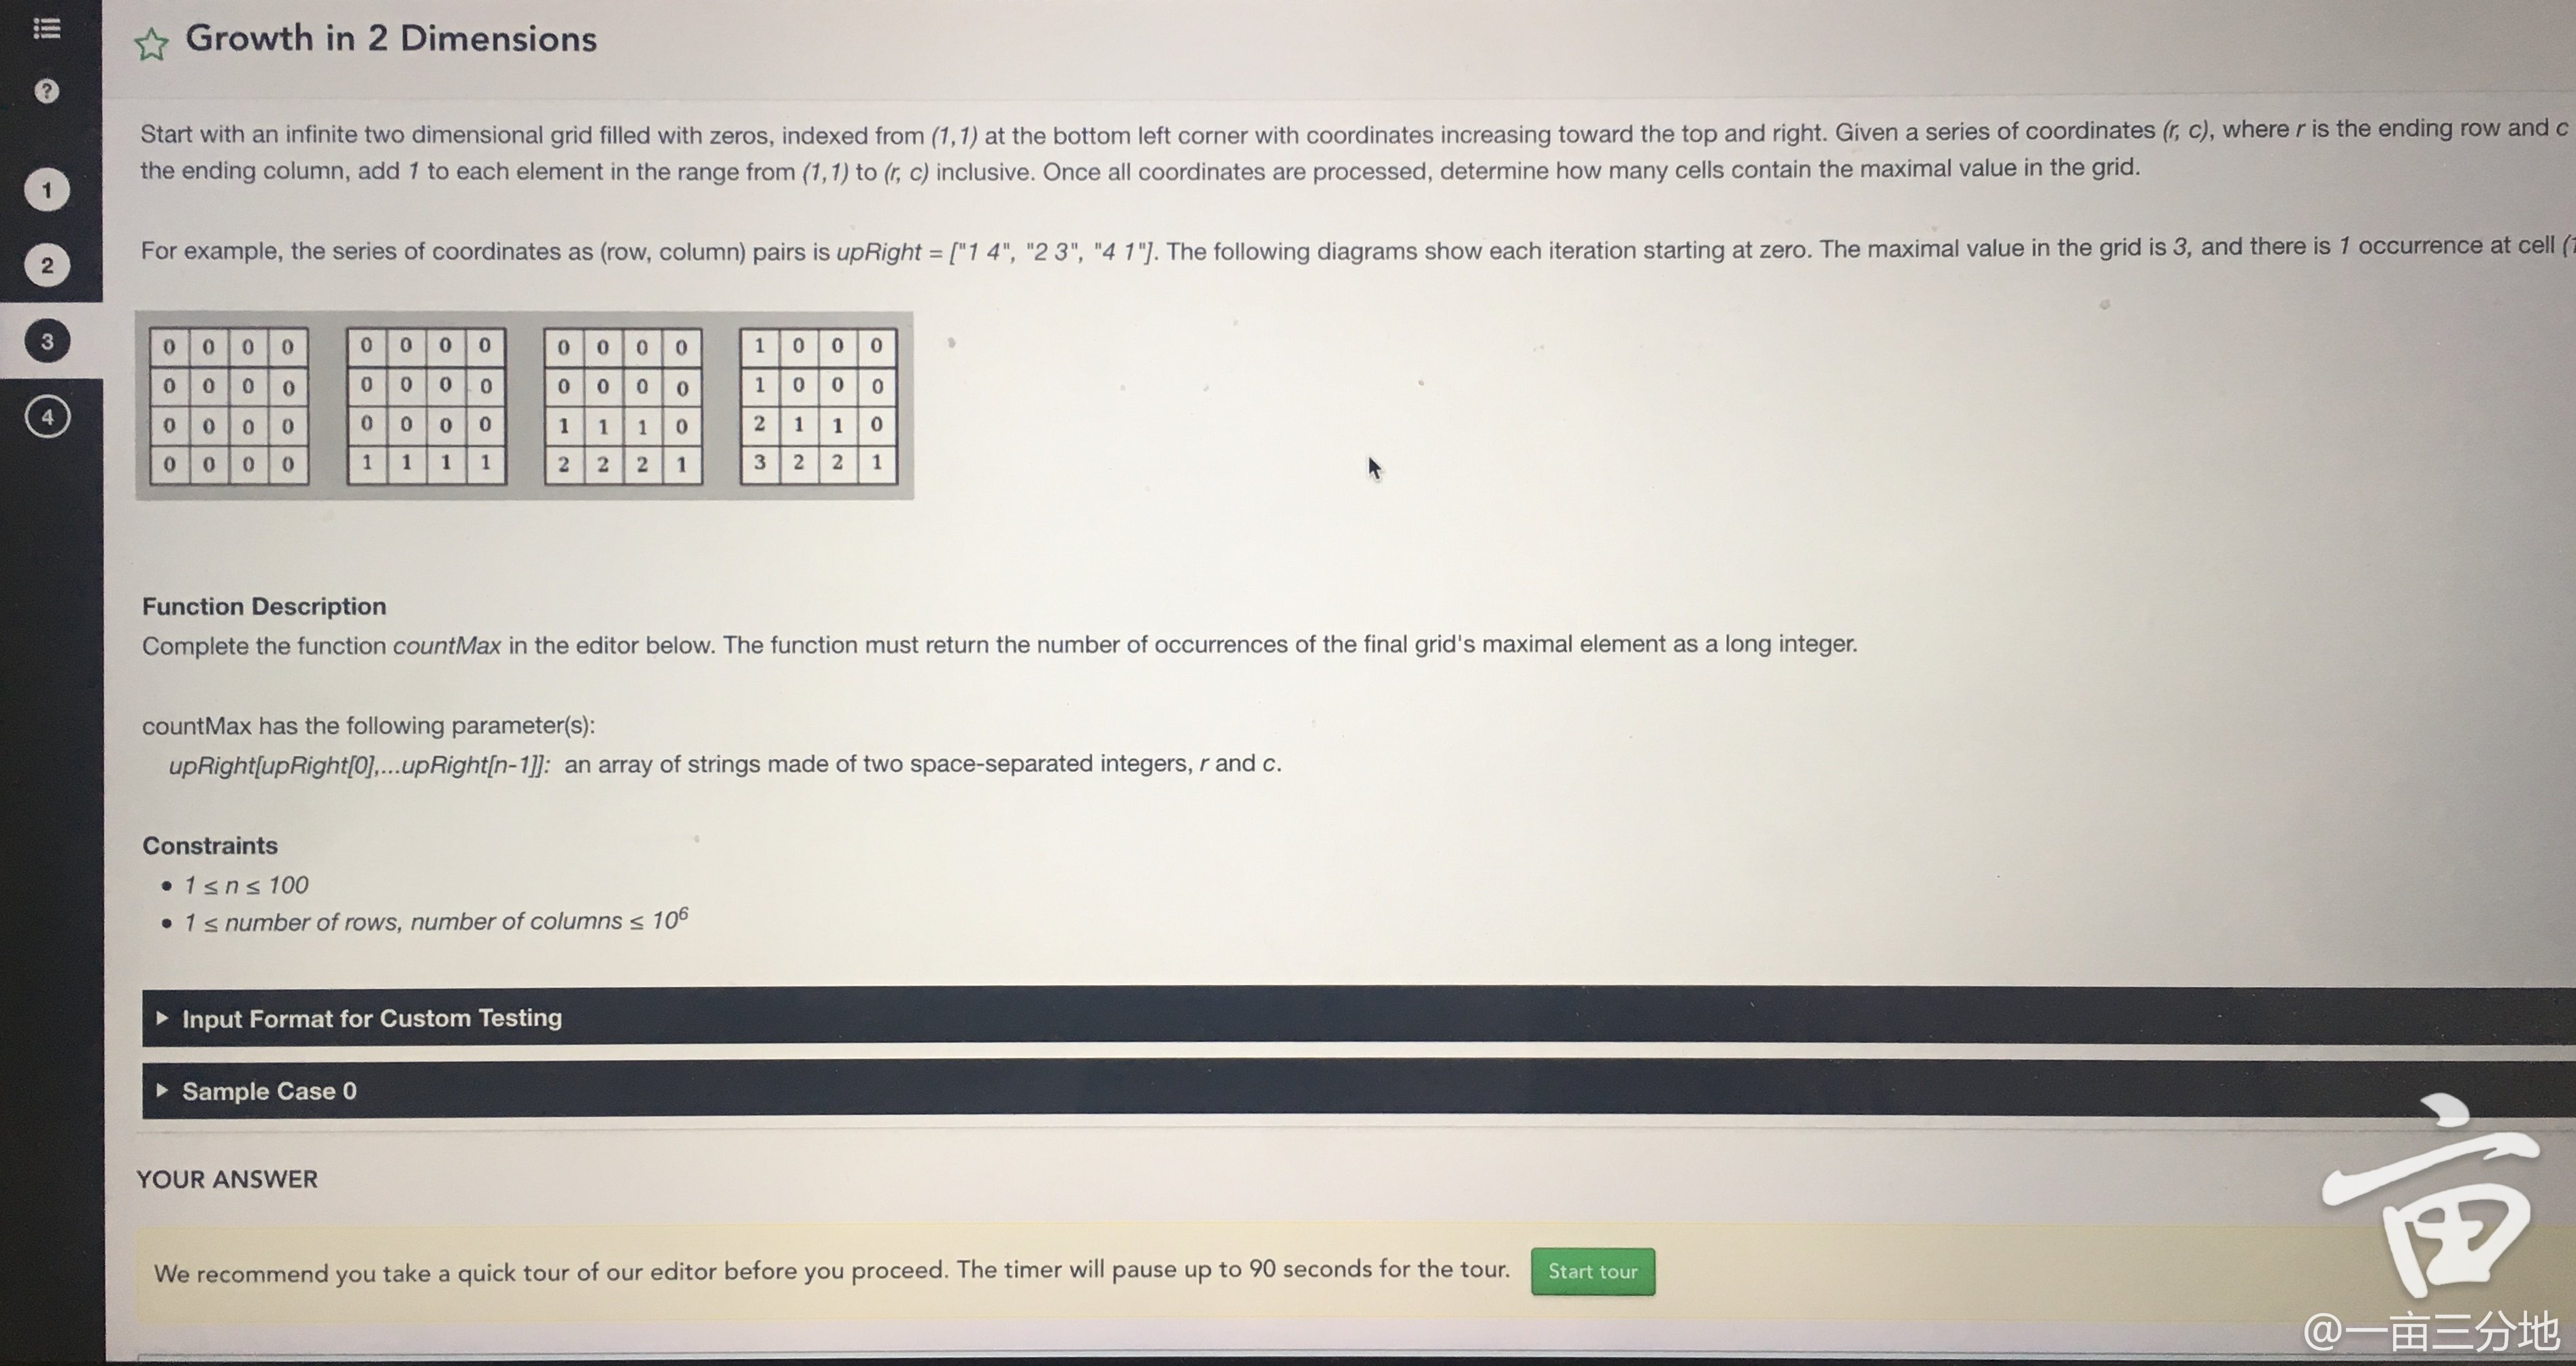 Growth in 2 Dimensions
?
1
2
3
4
Start with an infinite two dimensional grid filled with zeros, indexed from (1,1) at the bottom left corner with coordinates increasing toward the top and right. Given a series of coordinates (r, c), where r is the ending row and c
the ending column, add 1 to each element in the range from (1,1) to (r, c) inclusive. Once all coordinates are processed, determine how many cells contain the maximal value in the grid.
For example, the series of coordinates as (row, column) pairs is upRight = ["1 4", "2 3", "4 1"]. The following diagrams show each iteration starting at zero. The maximal value in the grid is 3, and there is 1 occurrence at cell (1
0 0 0 0
0 0 0 0
0 0 0 0
0 0 0 0
0 0 0 0
0 0 0 0
0 0 0 0
1 1 1 1
0 0 0 0
0 0 0 0
1 1 1 0
2 2 2 1
1 0 0 0
1 0 0 0
2 1 1 0
3 2 2 1
Function Description
Complete the function countMax in the editor below. The function must return the number of occurrences of the final grid's maximal element as a long integer.
countMax has the following parameter(s):
upRight[upRight[0],...upRight[n-1]]: an array of strings made of two space-separated integers, r and c.
Constraints
• 1 ≤ n ≤ 100
• 1 ≤ number of rows, number of columns ≤ 10⁶
Input Format for Custom Testing
Sample Case 0
YOUR ANSWER
We recommend you take a quick tour of our editor before you proceed. The timer will pause up to 90 seconds for the tour.
Start tour
亩
@一亩三分地